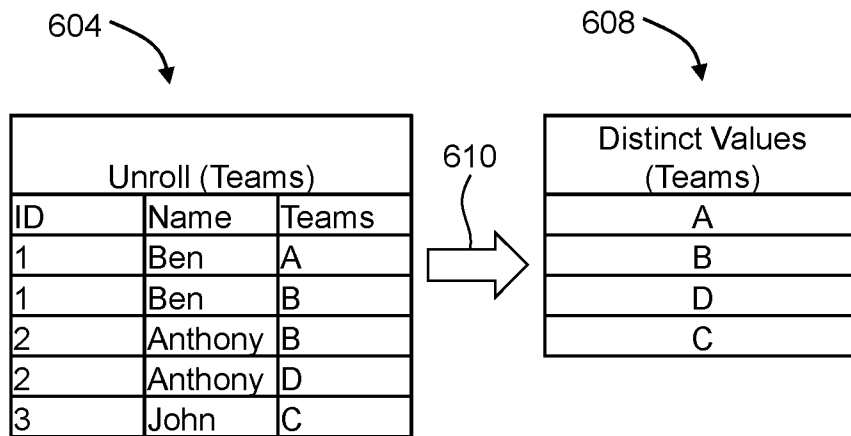 604
608
Unroll (Teams)
ID Name Teams
1 Ben A
1 Ben B
2 Anthony B
2 Anthony D
3 John C
610
Distinct Values
(Teams)
A
B
D
C